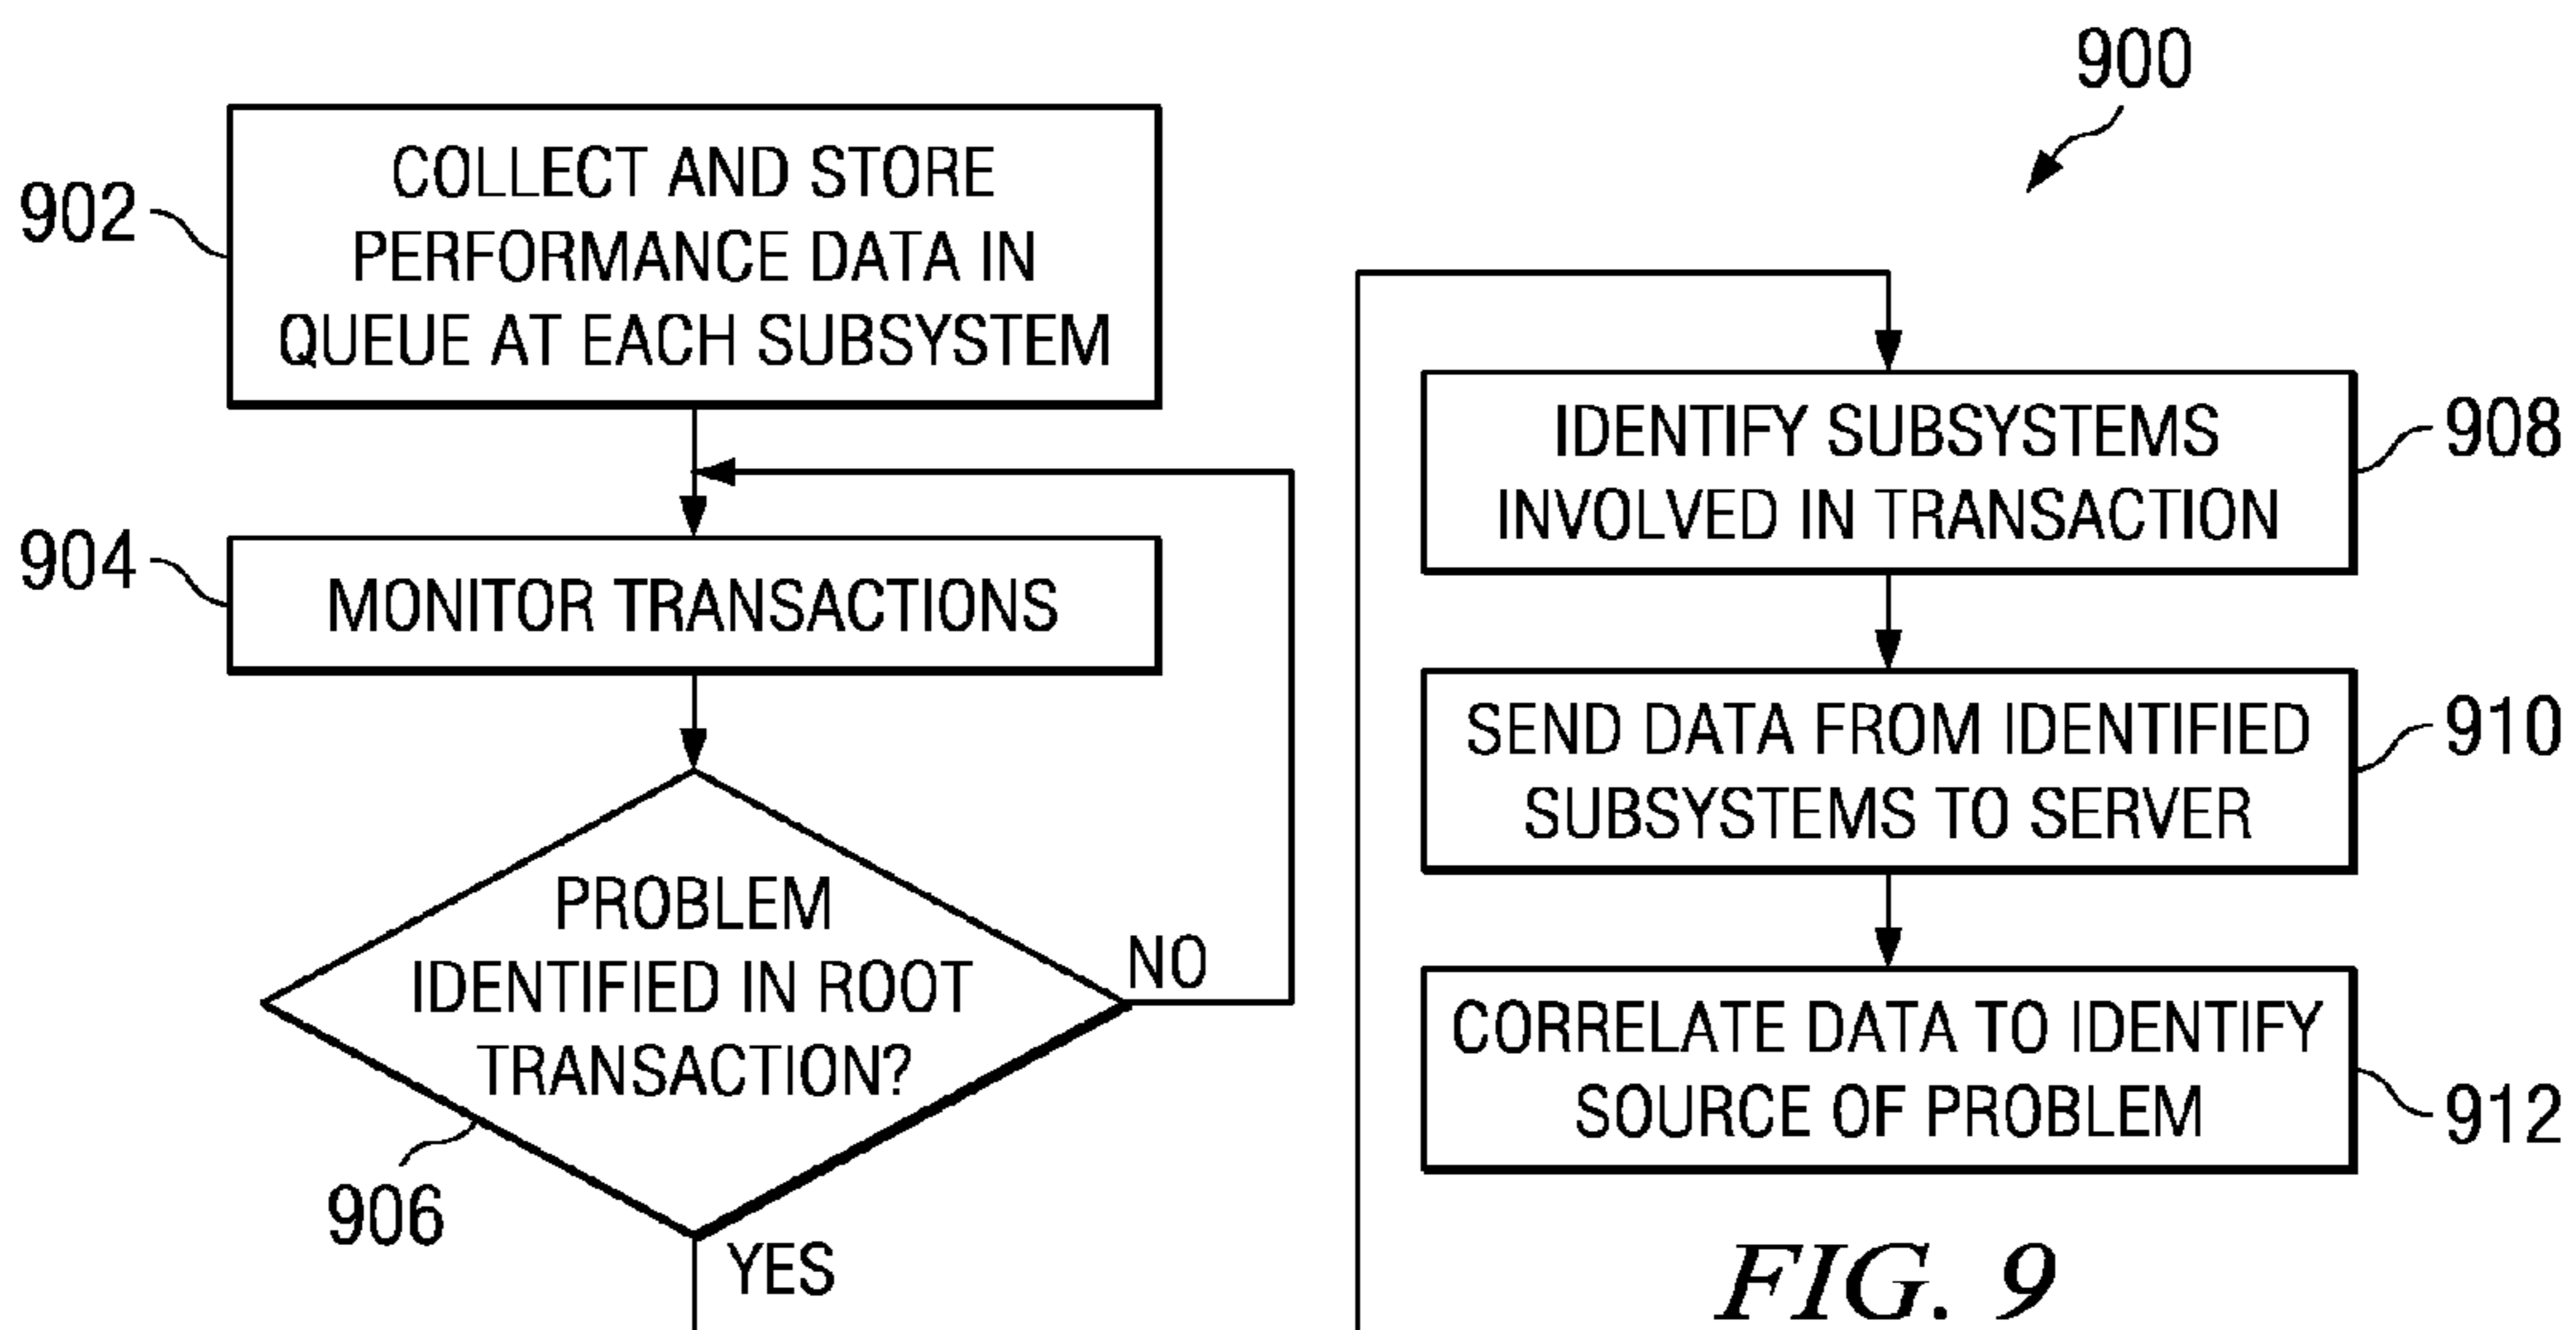 900
902
COLLECT AND STORE
PERFORMANCE DATA IN
QUEUE AT EACH SUBSYSTEM
904
MONITOR TRANSACTIONS
PROBLEM
IDENTIFIED IN ROOT
TRANSACTION?
NO
906
YES
IDENTIFY SUBSYSTEMS
INVOLVED IN TRANSACTION
908
SEND DATA FROM IDENTIFIED
SUBSYSTEMS TO SERVER
910
CORRELATE DATA TO IDENTIFY
SOURCE OF PROBLEM
912
FIG. 9